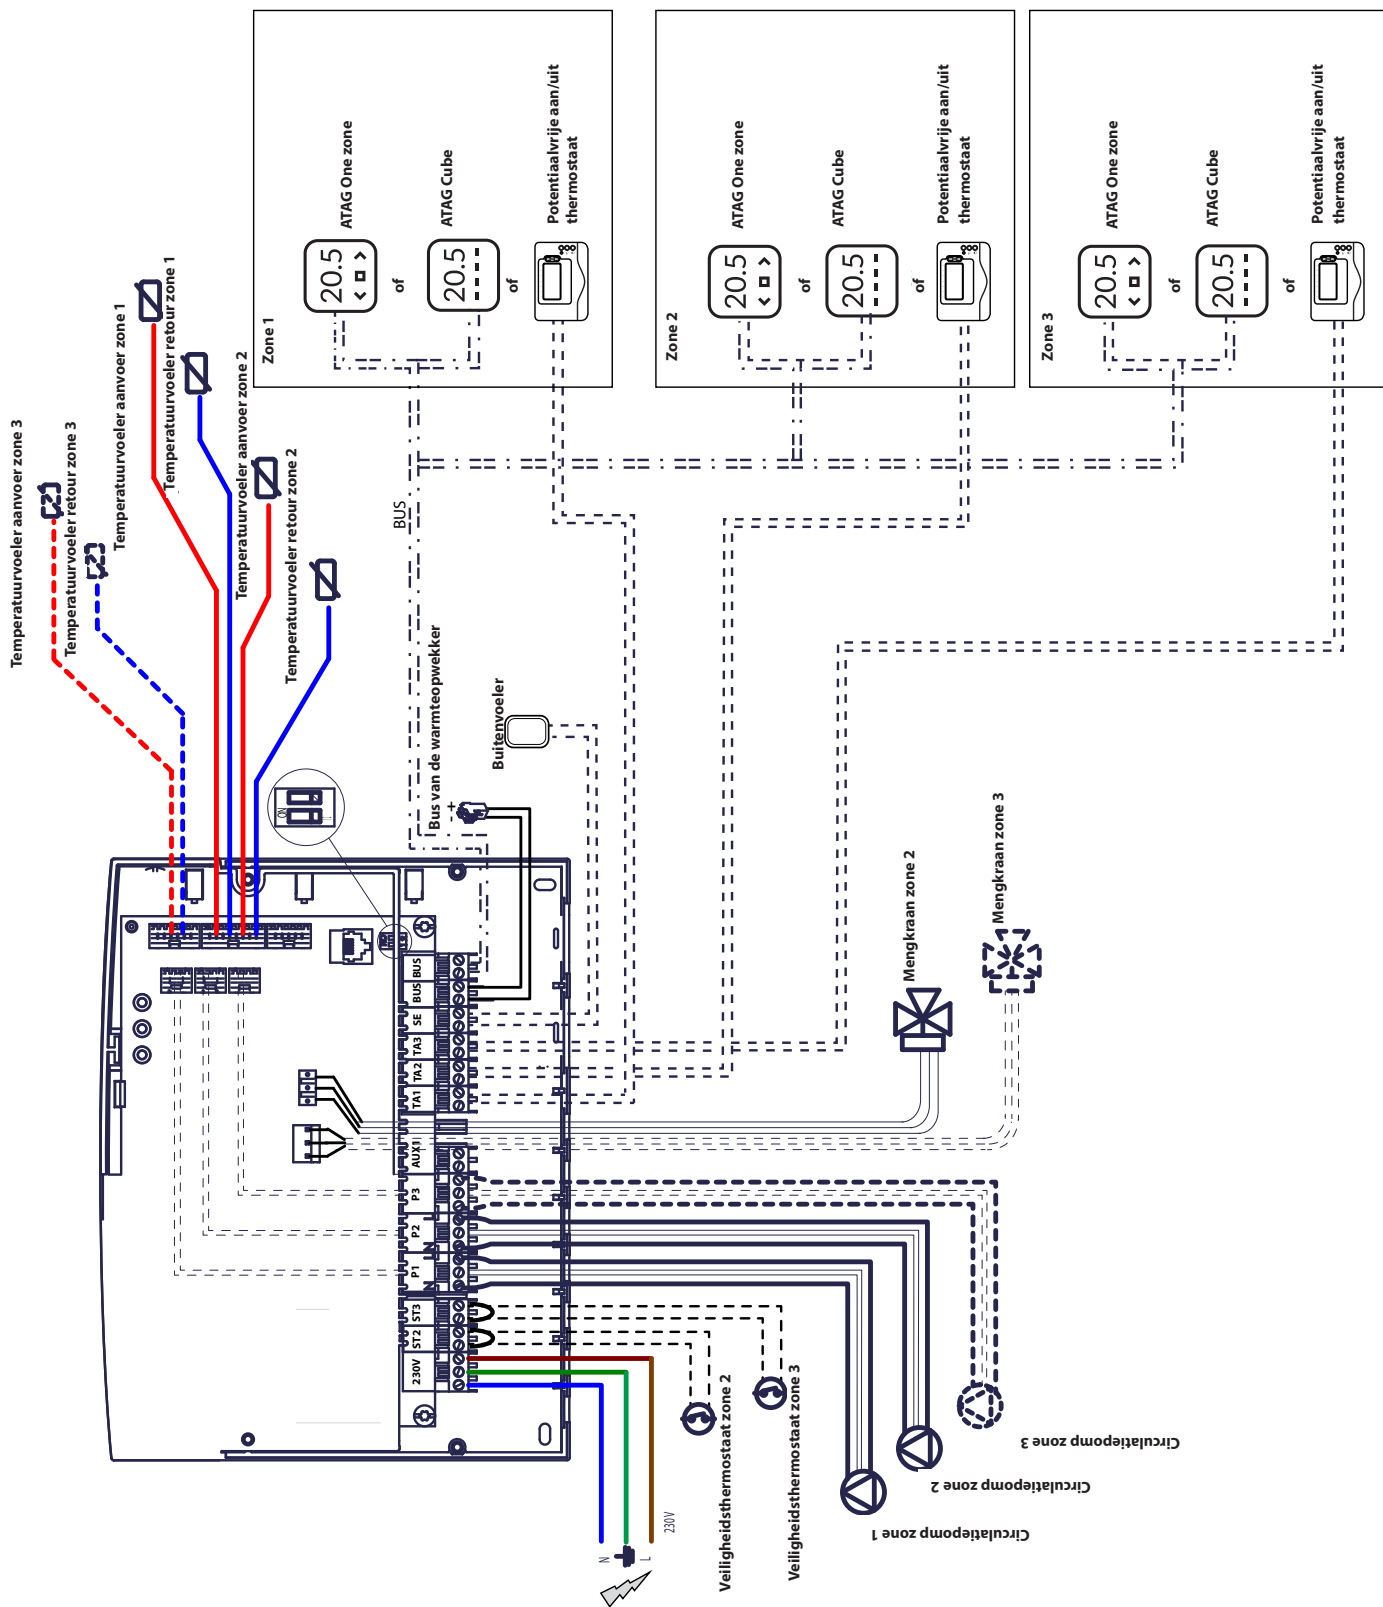 Temperatuurvoeler aanvoer zone 3
Temperatuurvoeler retour zone 3
Temperatuurvoeler aanvoer zone 1
Temperatuurvoeler retour zone 1
Temperatuurvoeler aanvoer zone 2
Temperatuurvoeler retour zone 2
Zone 1
20.5
ATAG One zone
of
20.5
ATAG Cube
of
Potentiaalvrije aan/uit
thermostaat
Zone 2
20.5
ATAG One zone
of
20.5
ATAG Cube
of
Potentiaalvrije aan/uit
thermostaat
Zone 3
20.5
ATAG One zone
of
20.5
ATAG Cube
of
Potentiaalvrije aan/uit
thermostaat
BUS
Bus van de warmteopwekker
+
Buitenvoeler
ON
230V
ST2
ST3
P1
P2
P3
AUX1
TA1
TA2
TA3
SE
BUS
BUS
N
L
N
L
Mengkraan zone 2
Mengkraan zone 3
N
L
230V
Veiligheidsthermostaat zone 2
Veiligheidsthermostaat zone 3
Circulatiepomp zone 1
Circulatiepomp zone 2
Circulatiepomp zone 3